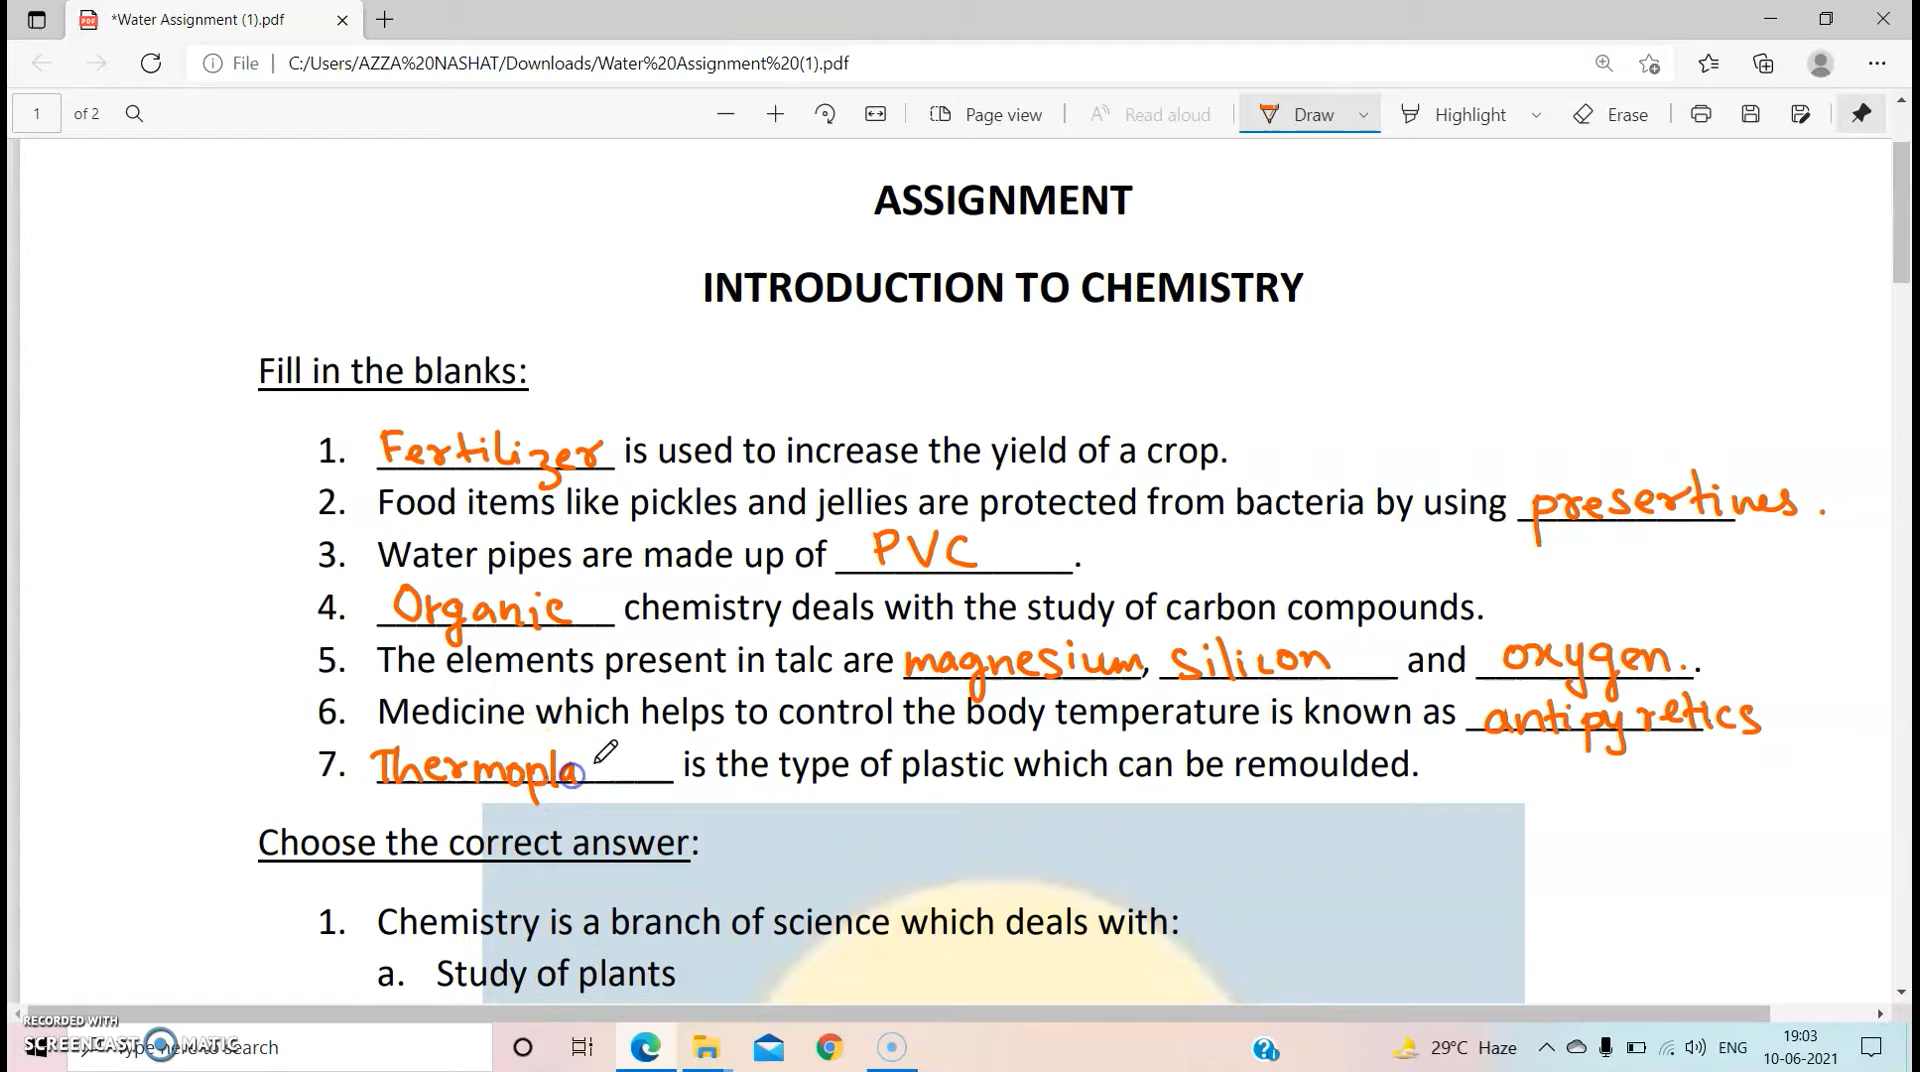 *Water Assignment (1).pdf
File | C:/Users/AZZA%20NASHAT/Downloads/Water%20Assignment%20(1).pdf
1 of 2 Page view Read aloud Draw Highlight Erase
ASSIGNMENT
INTRODUCTION TO CHEMISTRY
Fill in the blanks:
1. Fertilizer is used to increase the yield of a crop.
2. Food items like pickles and jellies are protected from bacteria by using presertines.
3. Water pipes are made up of PVC.
4. Organic chemistry deals with the study of carbon compounds.
5. The elements present in talc are magnesium, silicon and oxygen..
6. Medicine which helps to control the body temperature is known as antipyretics
7. Thermopla is the type of plastic which can be remoulded.
Choose the correct answer:
1. Chemistry is a branch of science which deals with:
a. Study of plants
RECORDED WITH
SCREENCAST MATIC
Type here to search
29°C Haze ENG 19:03
10-06-2021